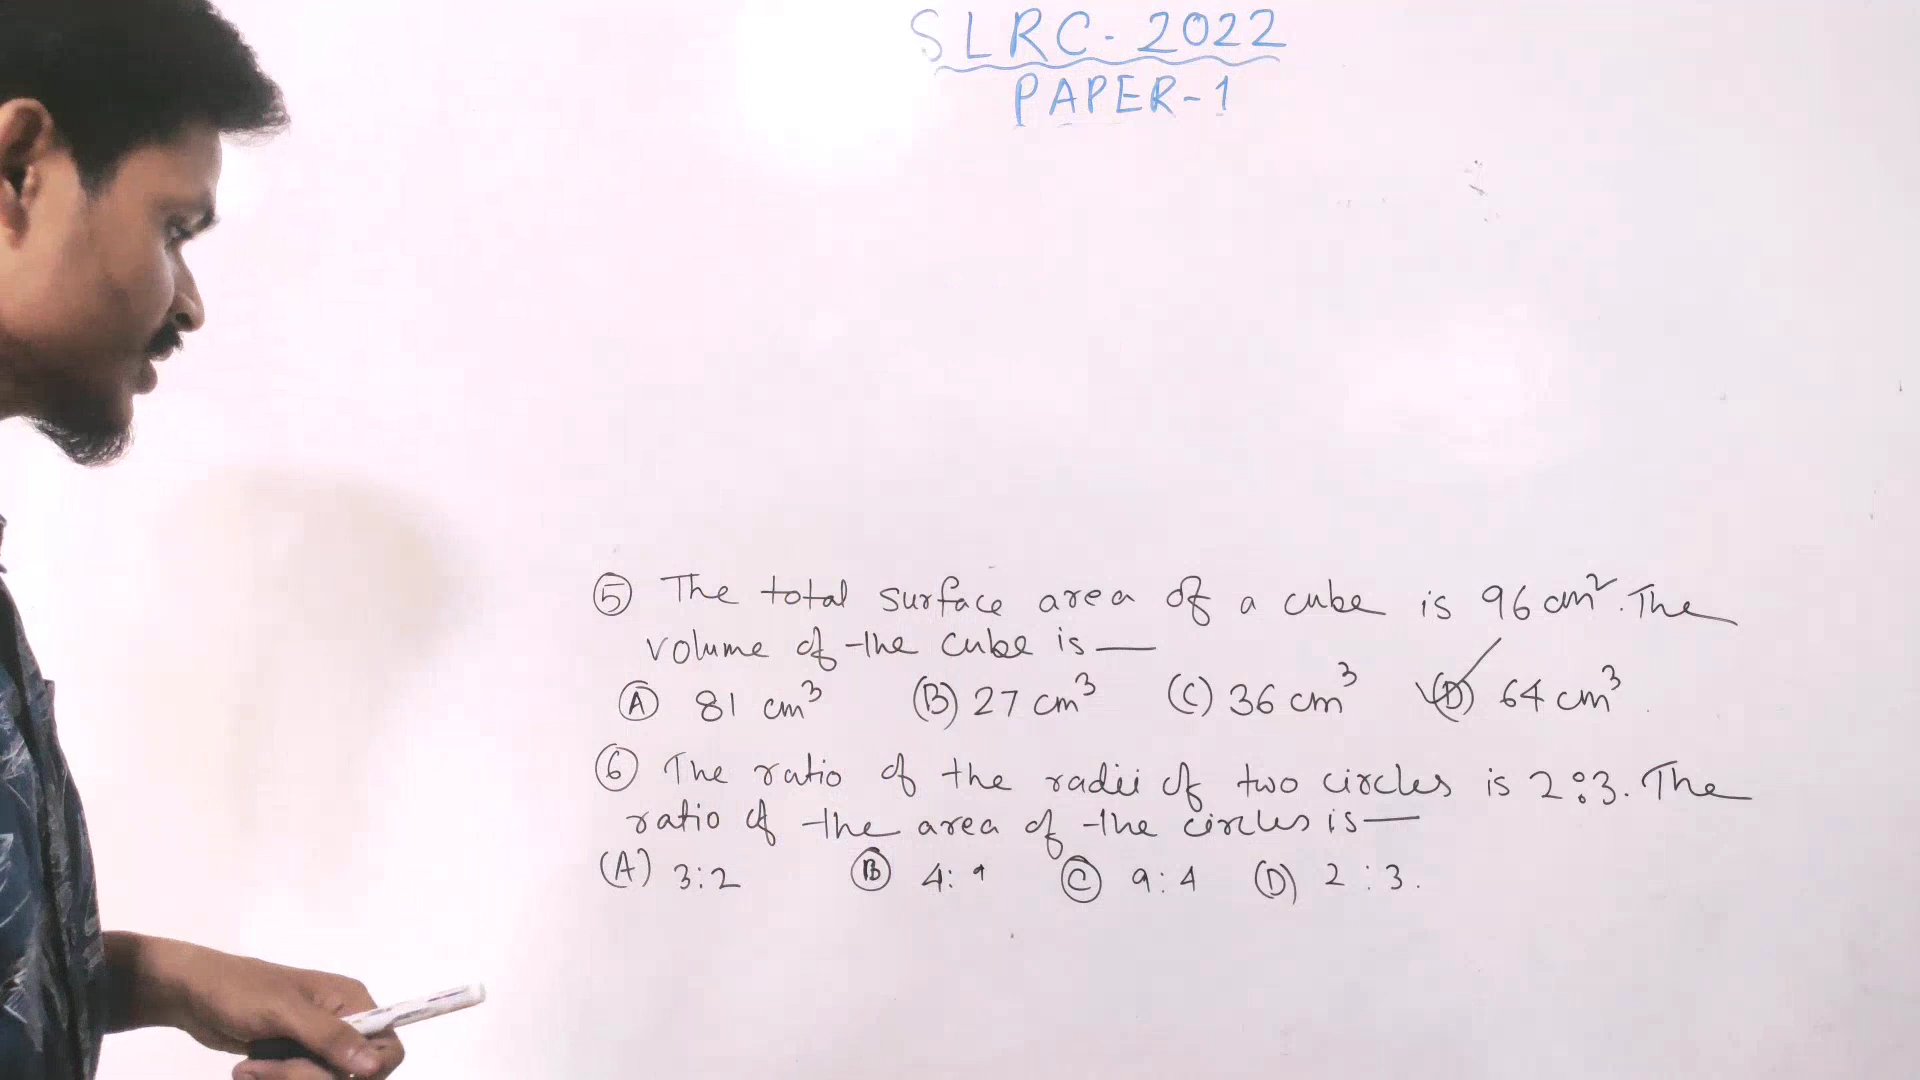 SLRC-2022
PAPER-1
⑤ The total surface area of a cube is 96 cm². The
volume of the cube is —
Ⓐ 81 cm³ (B) 27 cm³ (C) 36 cm³ ✓(D) 64 cm³
⑥ The ratio of the radii of two circles is 2:3. The
ratio of the area of the circles is —
(A) 3:2 Ⓑ 4:9 Ⓒ 9:4 (D) 2:3.